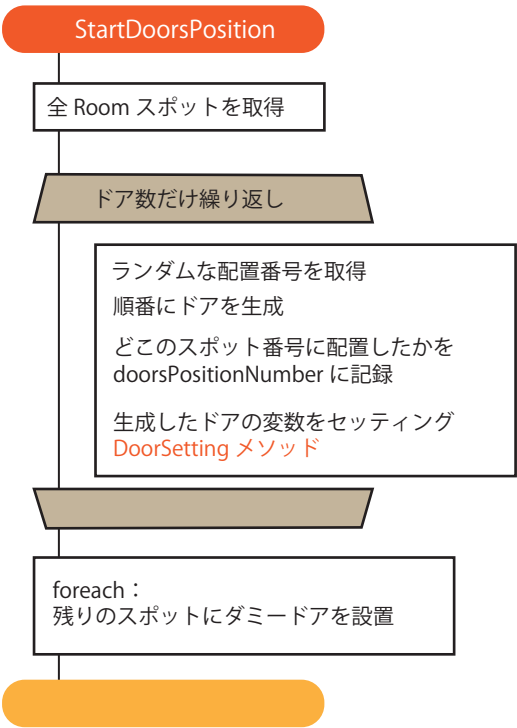 StartDoorsPosition
全 Room スポットを取得
ドア数だけ繰り返し
ランダムな配置番号を取得
順番にドアを生成
どこのスポット番号に配置したかを
doorsPositionNumber に記録
生成したドアの変数をセッティング
DoorSetting メソッド
foreach：
残りのスポットにダミードアを設置